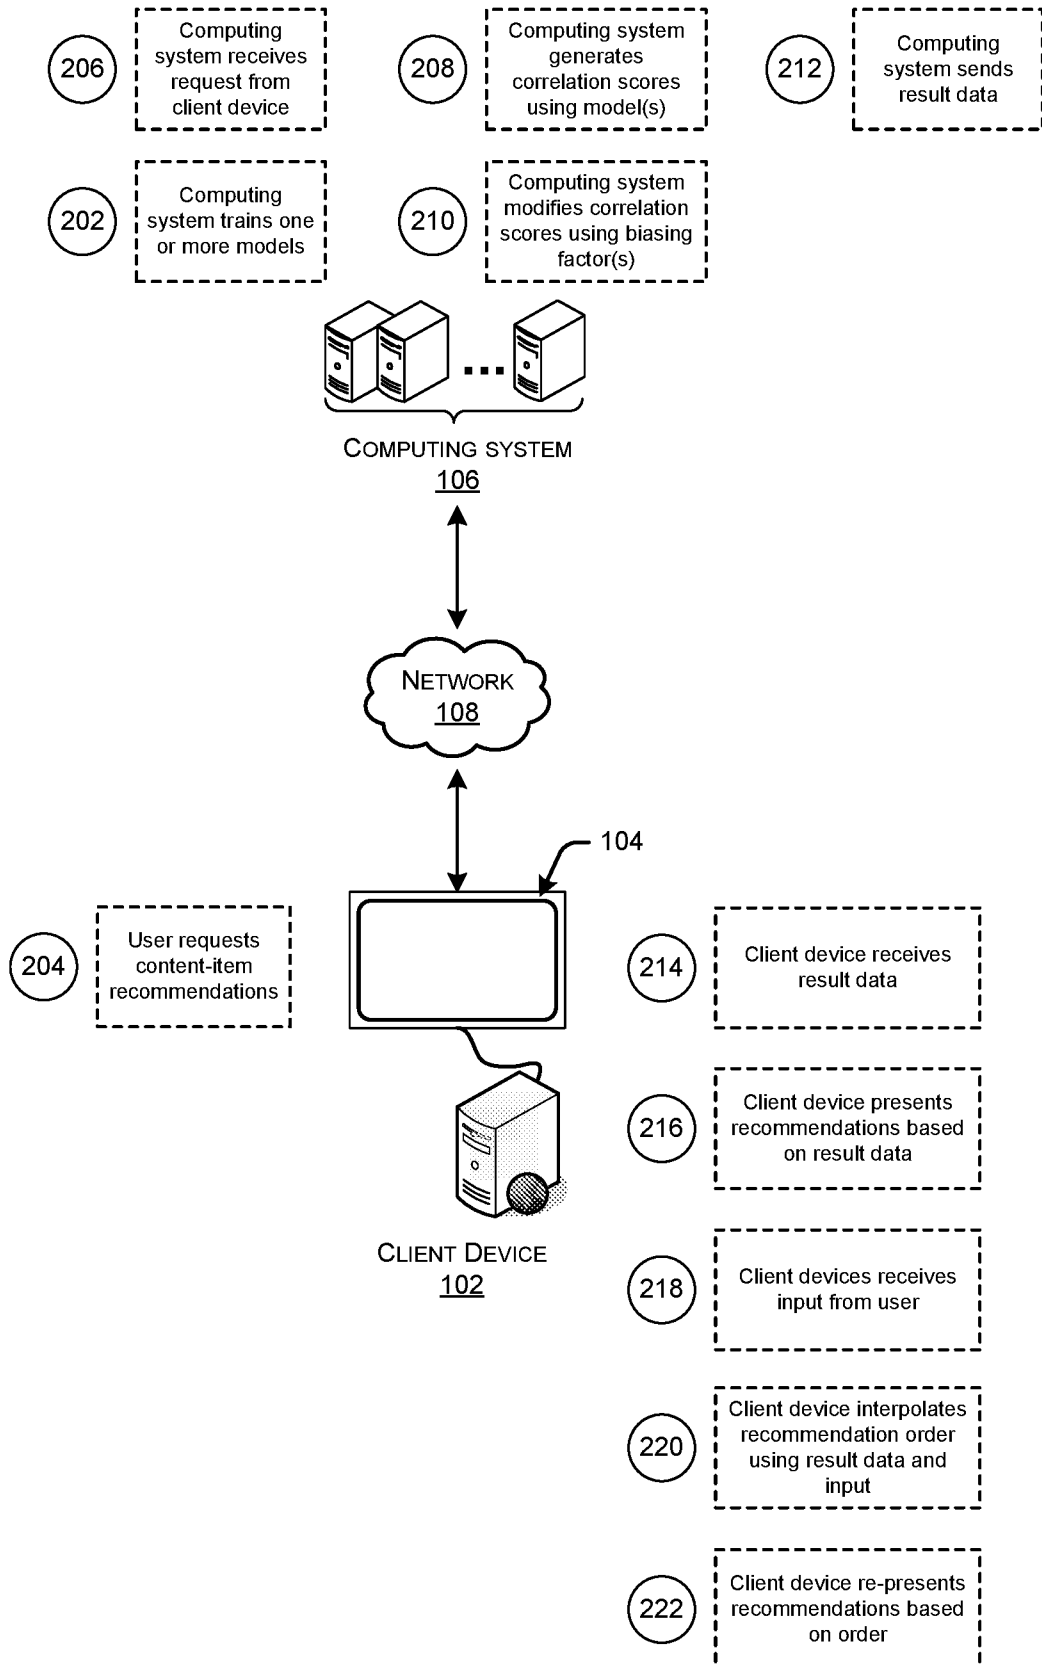 206
Computing
system receives
request from
client device
208
Computing system
generates
correlation scores
using model(s)
212
Computing
system sends
result data
202
Computing
system trains one
or more models
210
Computing system
modifies correlation
scores using biasing
factor(s)
COMPUTING SYSTEM
106
NETWORK
108
104
204
User requests
content-item
recommendations
214
Client device receives
result data
216
Client device presents
recommendations based
on result data
CLIENT DEVICE
102
218
Client devices receives
input from user
220
Client device interpolates
recommendation order
using result data and
input
222
Client device re-presents
recommendations based
on order